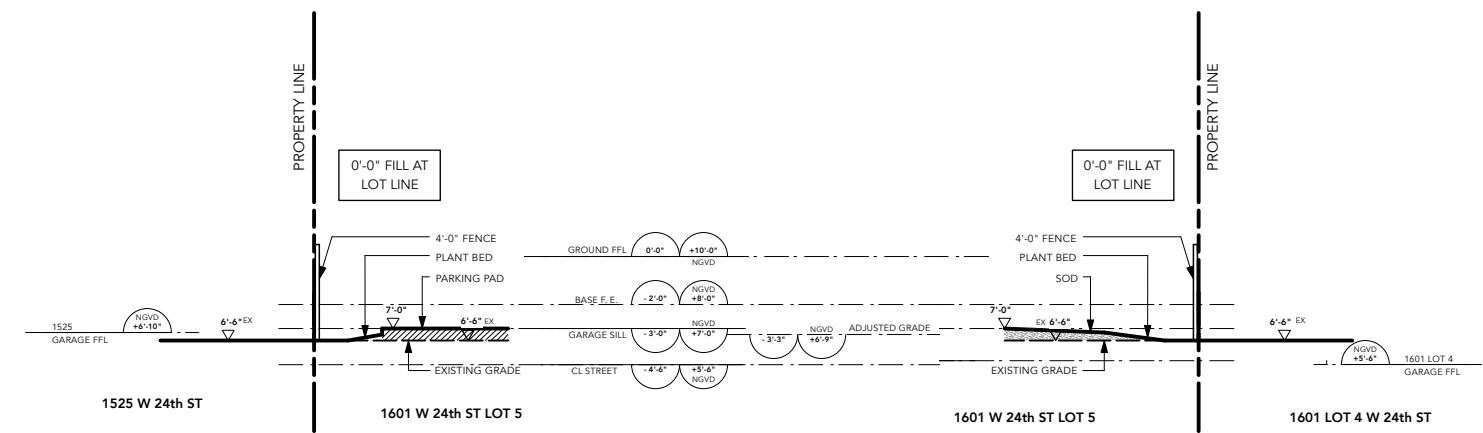 PROPERTY LINE
0'-0" FILL AT
LOT LINE
4'-0" FENCE
PLANT BED
PARKING PAD
7'-0"
6'-6" EX
6'-6" EX
NGVD
+6'-10"
1525
GARAGE FFL
EXISTING GRADE
1525 W 24th ST
1601 W 24th ST LOT 5
GROUND FFL
0'-0"
+10'-0"
NGVD
BASE F. E.
- 2'-0"
NGVD
+8'-0"
GARAGE SILL
- 3'-0"
NGVD
+7'-0"
- 3'-3"
NGVD
+6'-9"
ADJUSTED GRADE
CL STREET
- 4'-6"
+5'-6"
NGVD
PROPERTY LINE
0'-0" FILL AT
LOT LINE
4'-0" FENCE
PLANT BED
SOD
7'-0"
EX 6'-6"
6'-6" EX
EXISTING GRADE
NGVD
+5'-6"
1601 LOT 4
GARAGE FFL
1601 W 24th ST LOT 5
1601 LOT 4 W 24th ST